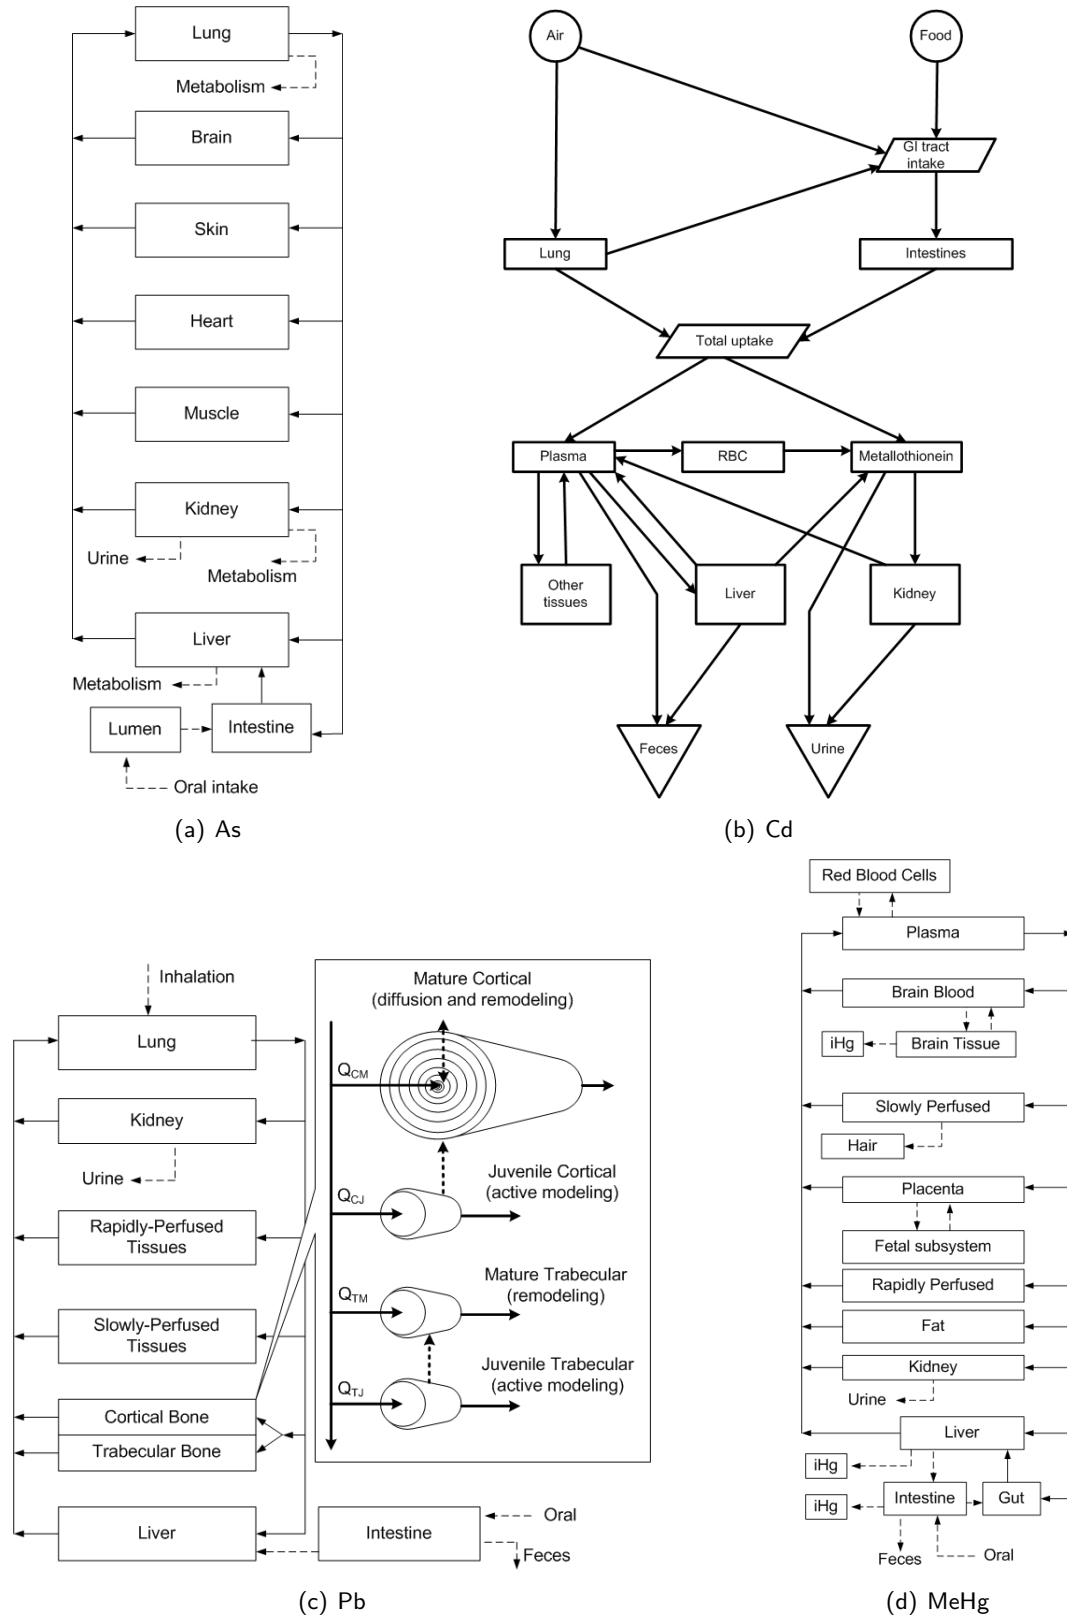 Lung
Metabolism
Brain
Skin
Heart
Muscle
Kidney
Urine
Metabolism
Liver
Metabolism
Lumen
Intestine
Oral intake
(a) As
Air
Food
GI tract
intake
Lung
Intestines
Total uptake
Plasma
RBC
Metallothionein
Other
tissues
Liver
Kidney
Feces
Urine
(b) Cd
Inhalation
Lung
Kidney
Urine
Rapidly-Perfused
Tissues
Slowly-Perfused
Tissues
Cortical Bone
Trabecular Bone
Liver
Mature Cortical
(diffusion and remodeling)
QCM
Juvenile Cortical
(active modeling)
QCJ
Mature Trabecular
(remodeling)
QTM
Juvenile Trabecular
(active modeling)
QTJ
Intestine
Oral
Feces
(c) Pb
Red Blood Cells
Plasma
Brain Blood
iHg
Brain Tissue
Slowly Perfused
Hair
Placenta
Fetal subsystem
Rapidly Perfused
Fat
Kidney
Urine
Liver
iHg
iHg
Intestine
Gut
Feces
Oral
(d) MeHg